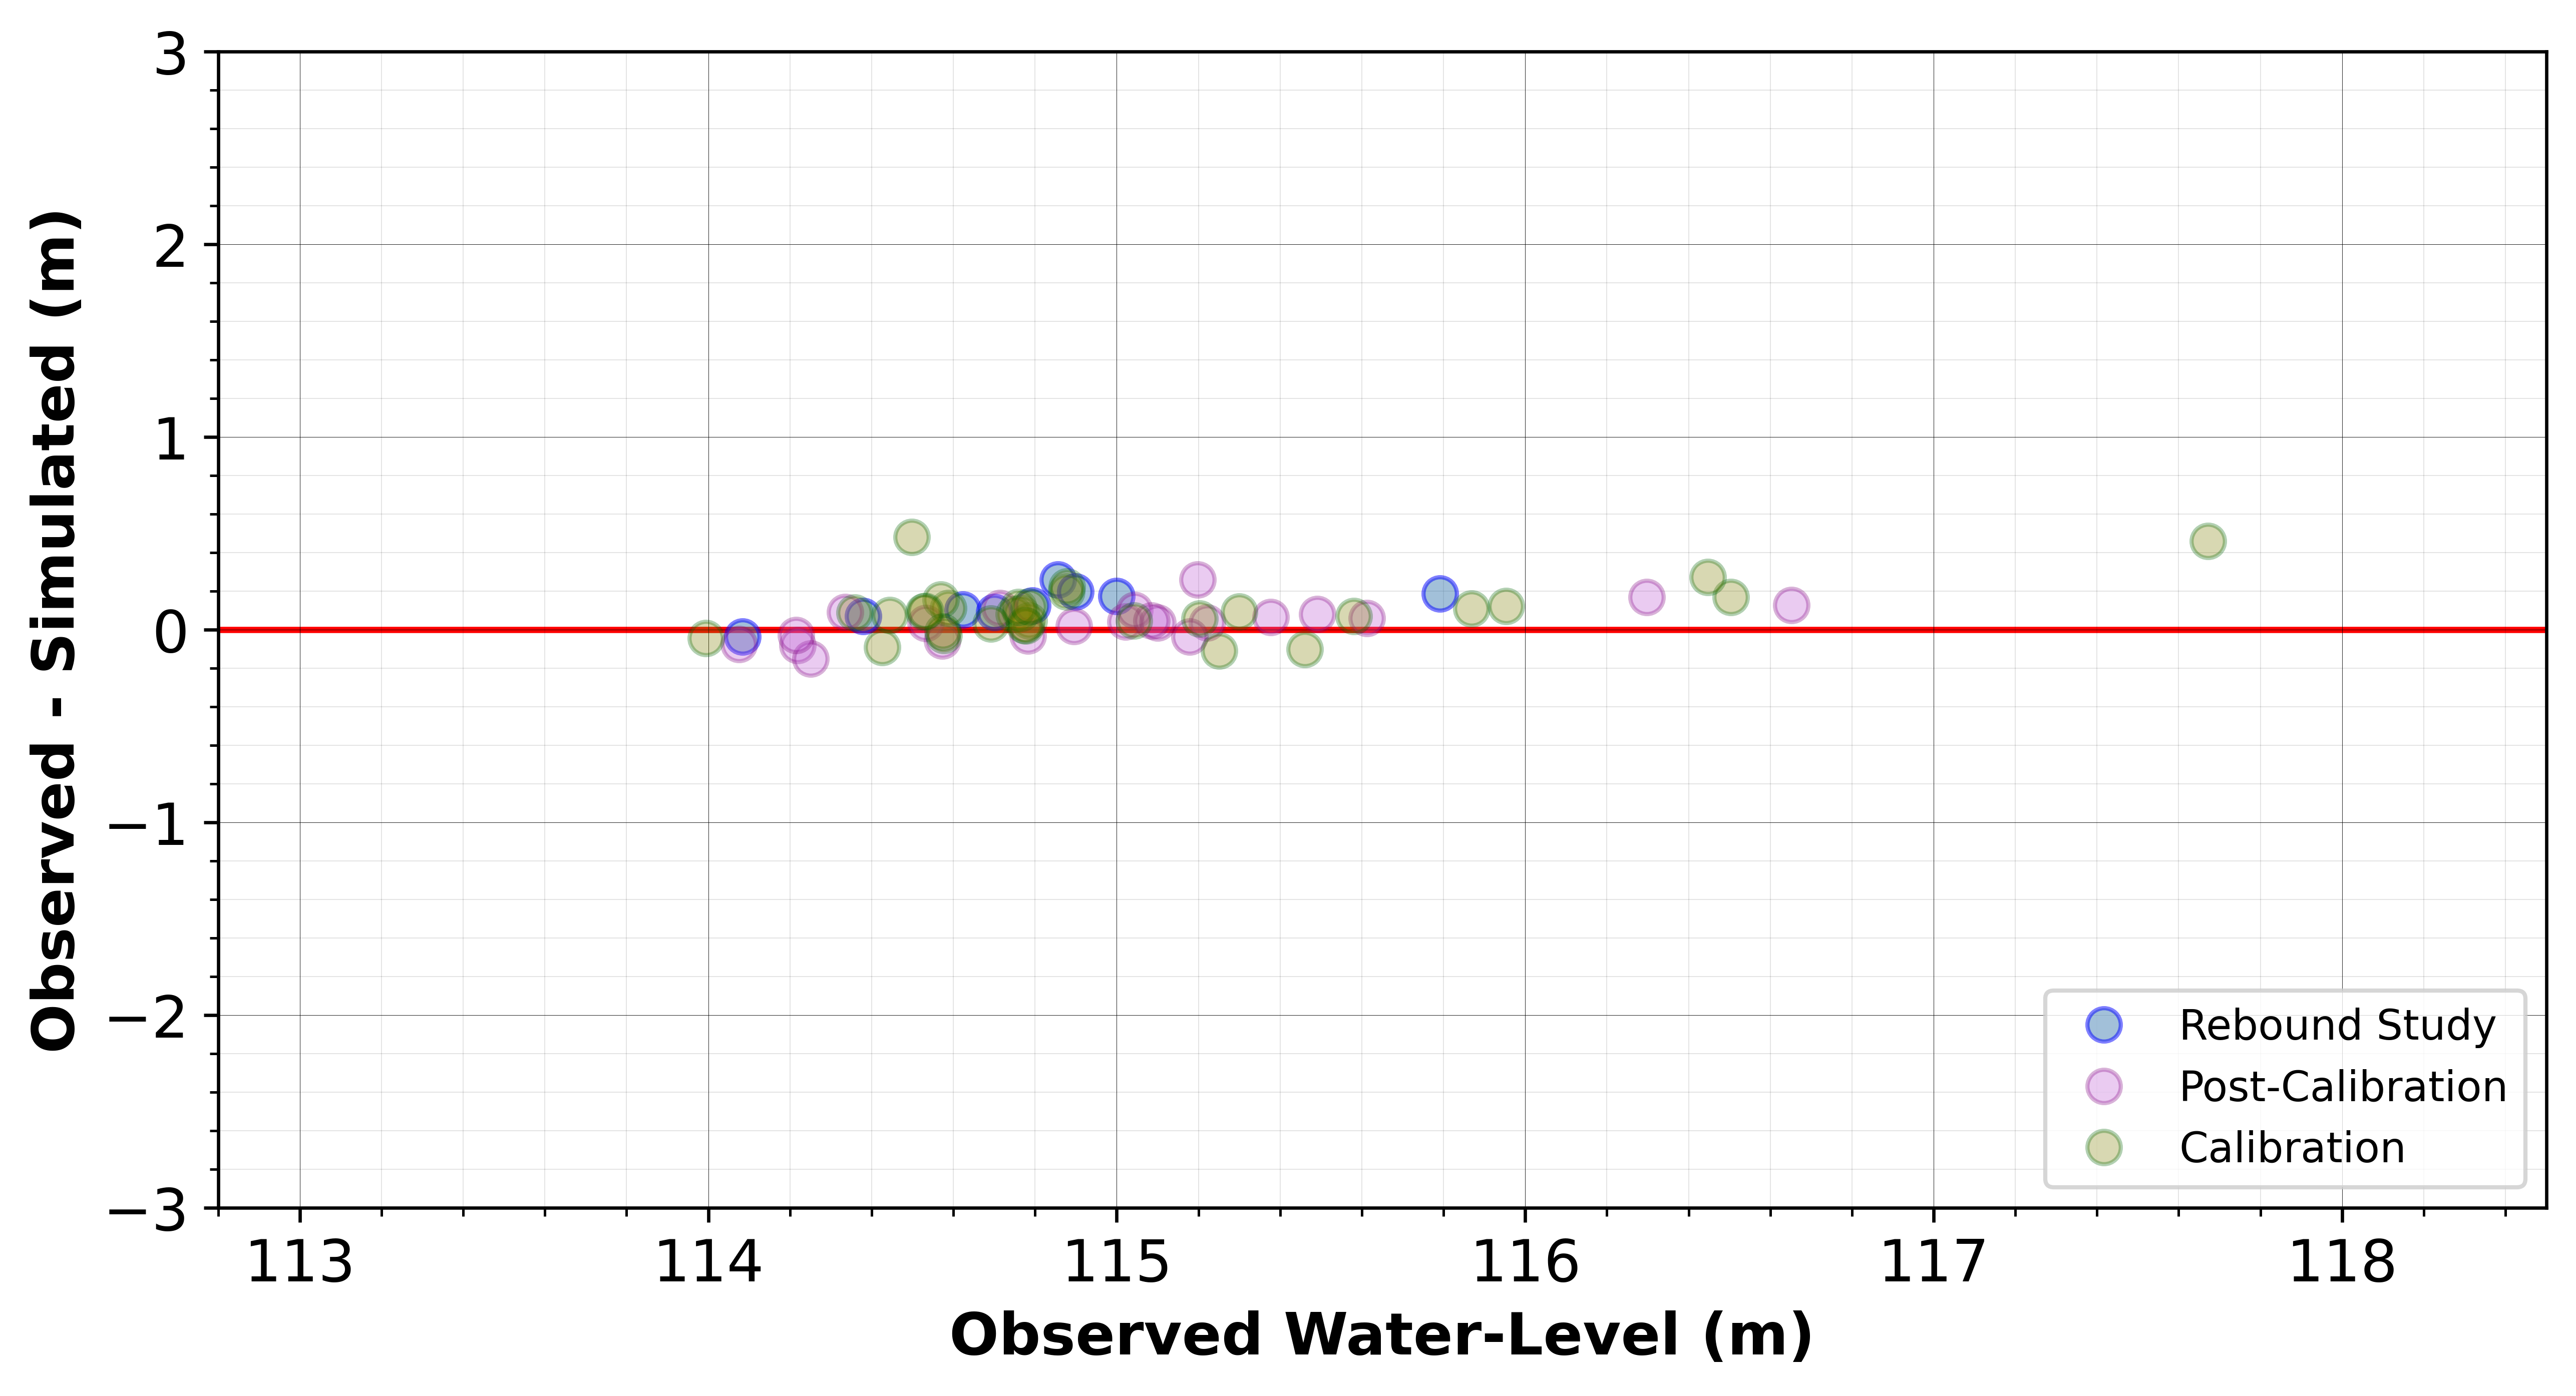 3
2
1
0
−1
−2
−3
Observed - Simulated (m)
113 114 115 116 117 118
Observed Water-Level (m)
Rebound Study
Post-Calibration
Calibration